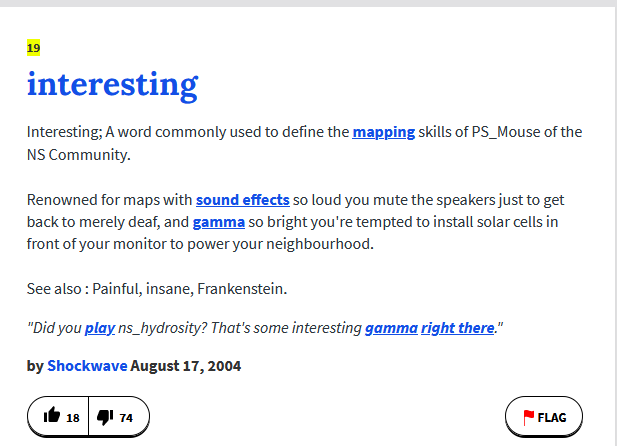 19
interesting
Interesting; A word commonly used to define the mapping skills of PS_Mouse of the
NS Community.
Renowned for maps with sound effects so loud you mute the speakers just to get
back to merely deaf, and gamma so bright you're tempted to install solar cells in
front of your monitor to power your neighbourhood.
See also : Painful, insane, Frankenstein.
"Did you play ns_hydrosity? That's some interesting gamma right there."
by Shockwave August 17, 2004
18 74 FLAG